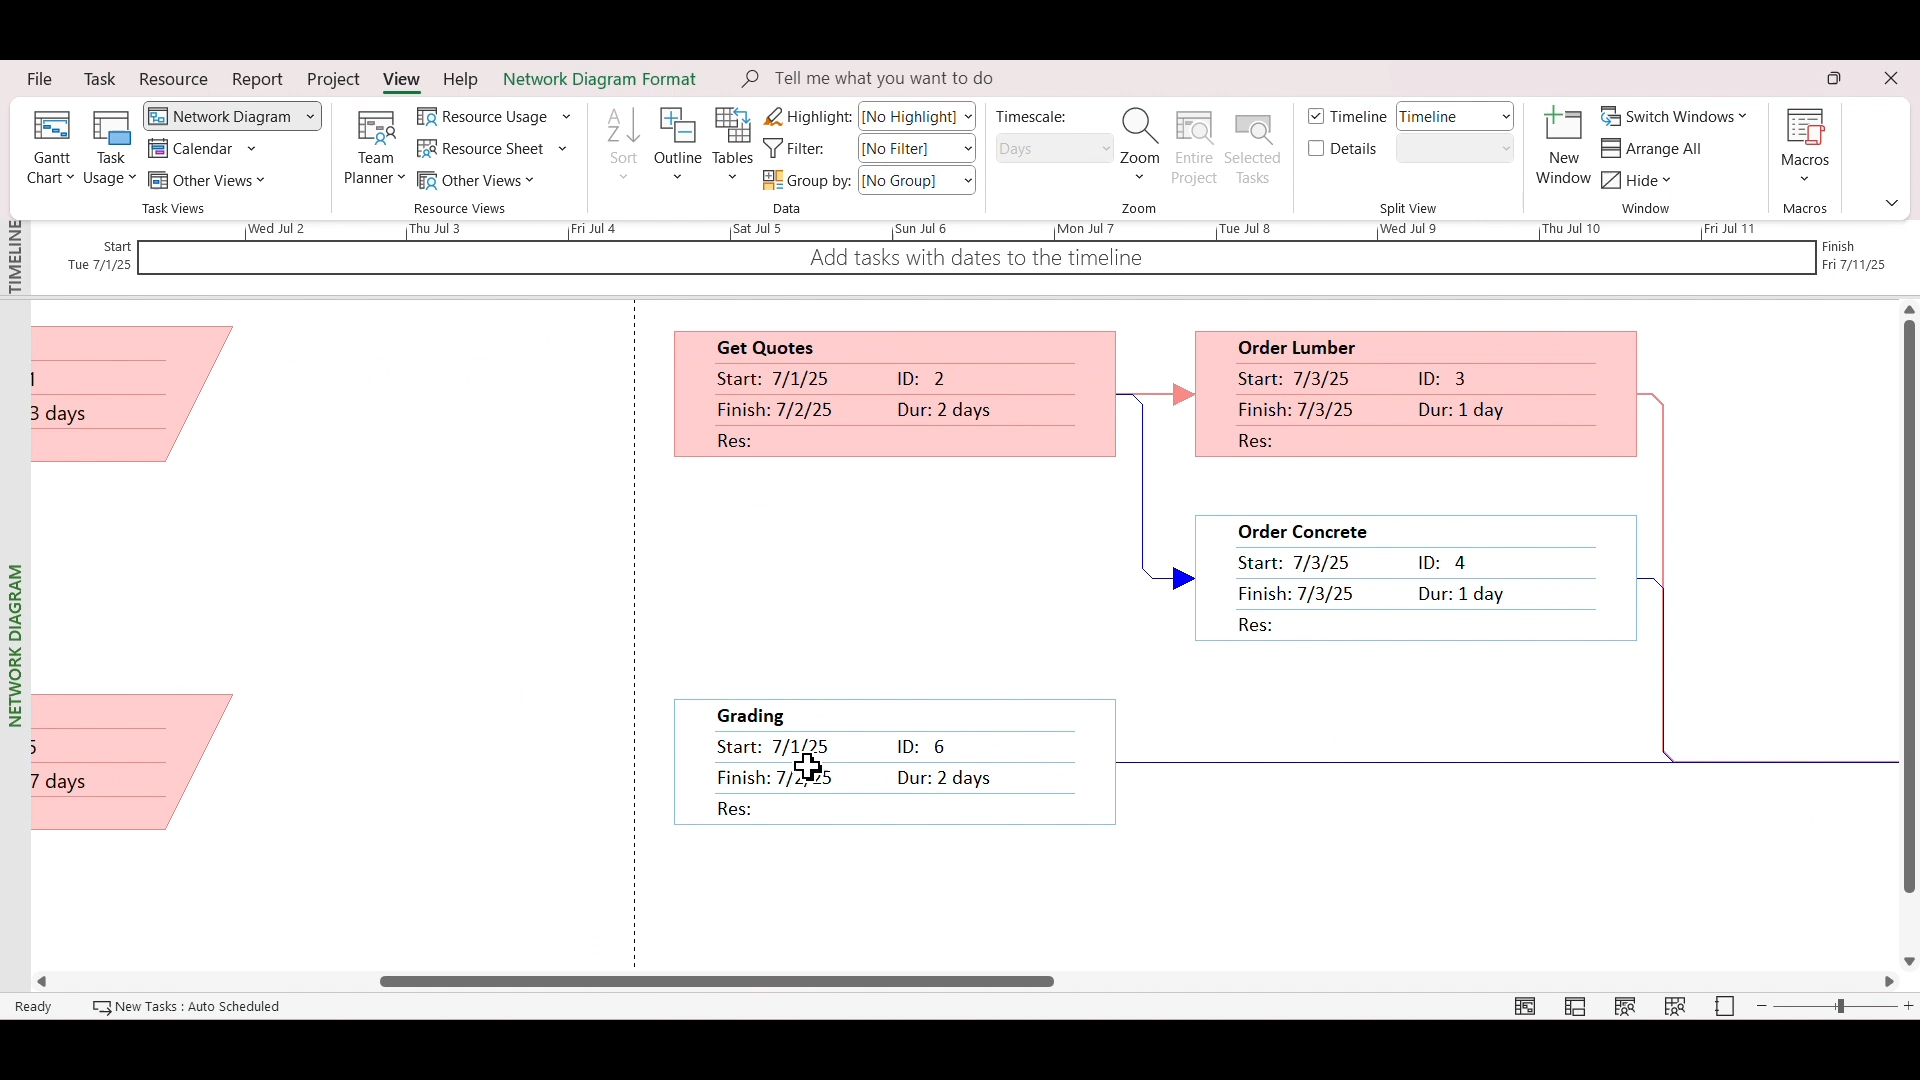 File Task Resource Report Project View Help Network Diagram Format Tell me what you want to do
Gantt Chart
Task Usage
Network Diagram
Calendar
Other Views
Task Views
Team Planner
Resource Usage
Resource Sheet
Other Views
Resource Views
Sort
Outline
Tables
Highlight: [No Highlight]
Filter: [No Filter]
Group by: [No Group]
Data
Timescale:
Days
Zoom
Entire Project
Selected Tasks
Zoom
Timeline Timeline
Details
Split View
New Window
Switch Windows
Arrange All
Hide
Window
Macros
Macros
TIMELINE
Wed Jul 2 Thu Jul 3 Fri Jul 4 Sat Jul 5 Sun Jul 6 Mon Jul 7 Tue Jul 8 Wed Jul 9 Thu Jul 10 Fri Jul 11
Start
Tue 7/1/25
Add tasks with dates to the timeline
Finish
Fri 7/11/25
NETWORK DIAGRAM
1
3 days
Get Quotes
Start: 7/1/25 ID: 2
Finish: 7/2/25 Dur: 2 days
Res:
Order Lumber
Start: 7/3/25 ID: 3
Finish: 7/3/25 Dur: 1 day
Res:
Order Concrete
Start: 7/3/25 ID: 4
Finish: 7/3/25 Dur: 1 day
Res:
5
7 days
Grading
Start: 7/1/25 ID: 6
Finish: 7/2/25 Dur: 2 days
Res:
Ready New Tasks : Auto Scheduled